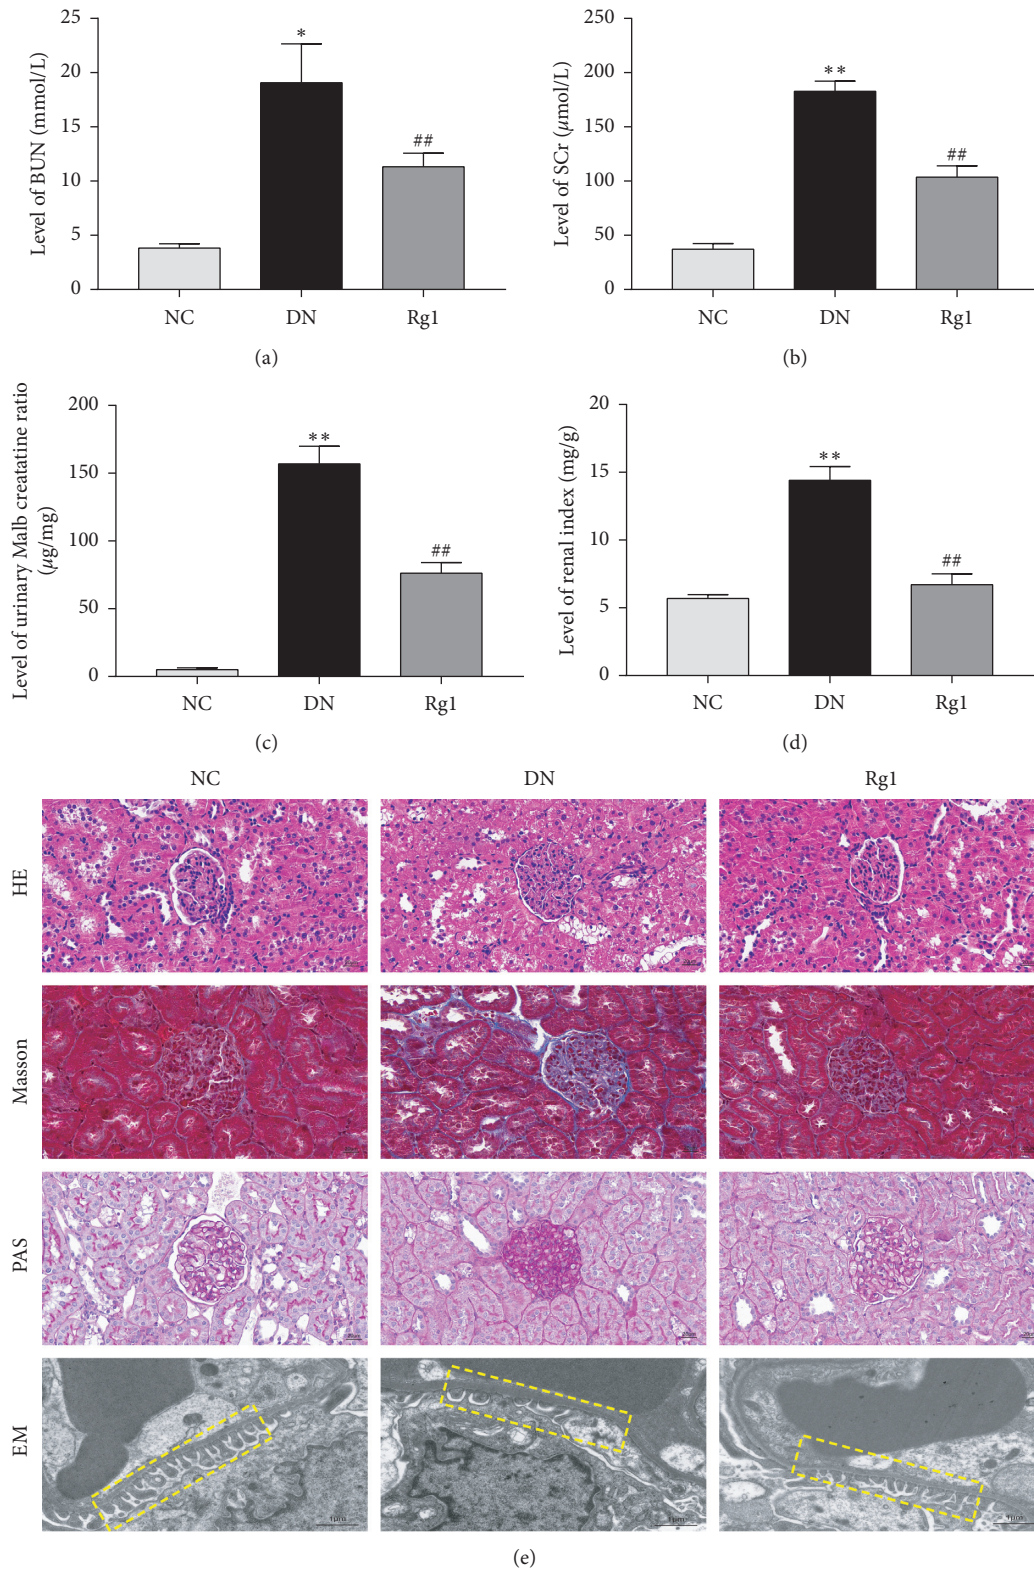 25
20
15
10
5
0
Level of BUN (mmol/L)
*
##
NC DN Rg1
(a)
250
200
150
100
50
0
Level of SCr (μmol/L)
**
##
NC DN Rg1
(b)
200
150
100
50
0
Level of urinary Malb creatatine ratio
(μg/mg)
**
##
NC DN Rg1
(c)
20
15
10
5
0
Level of renal index (mg/g)
**
##
NC DN Rg1
(d)
NC DN Rg1
HE
Masson
PAS
EM
1μm 1μm 1μm
(e)